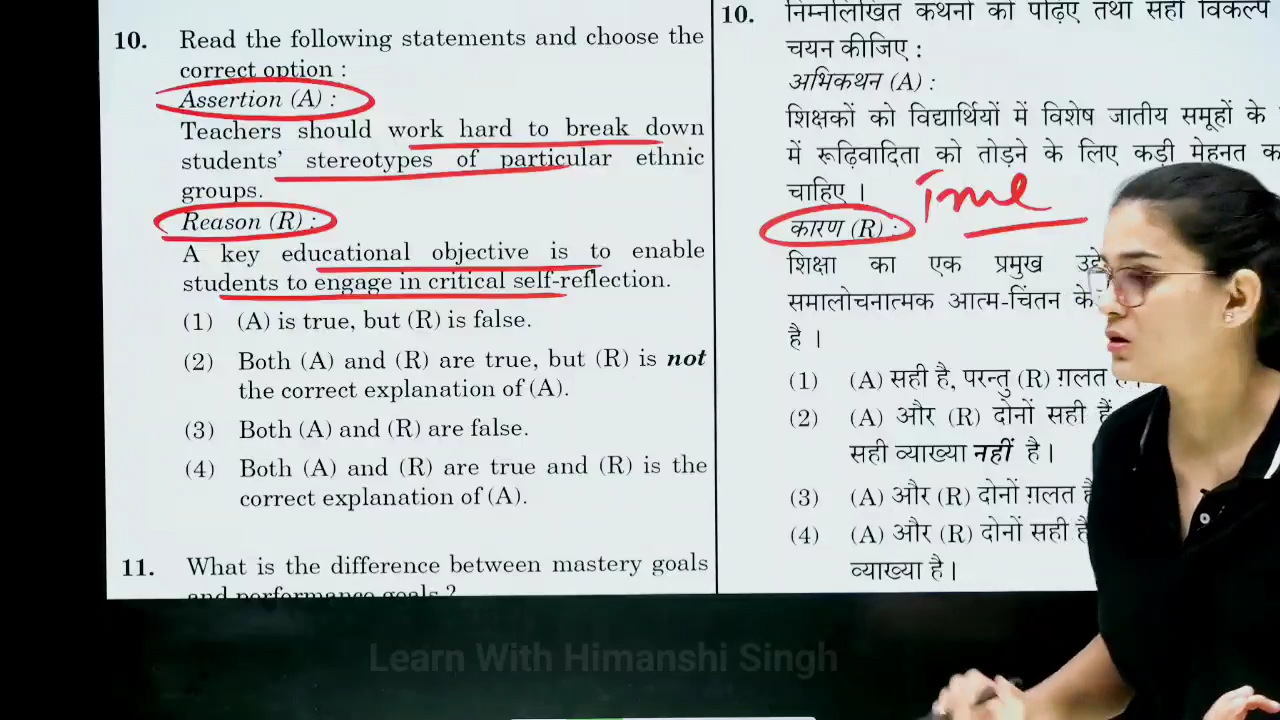 10. Read the following statements and choose the
correct option :
Assertion (A) :
Teachers should work hard to break down
students' stereotypes of particular ethnic
groups.
Reason (R) :
A key educational objective is to enable
students to engage in critical self-reflection.
(1) (A) is true, but (R) is false.
(2) Both (A) and (R) are true, but (R) is not
the correct explanation of (A).
(3) Both (A) and (R) are false.
(4) Both (A) and (R) are true and (R) is the
correct explanation of (A).
11. What is the difference between mastery goals
and performance goals ?
10. निम्नलिखित कथनों को पढ़िए तथा सही विकल्प
चयन कीजिए :
अभिकथन (A) :
शिक्षकों को विद्यार्थियों में विशेष जातीय समूहों के
में रूढ़िवादिता को तोड़ने के लिए कड़ी मेहनत
चाहिए ।
True
कारण (R) :
शिक्षा का एक प्रमुख
समालोचनात्मक आत्म-चिंतन के
है ।
(1) (A) सही है, परन्तु (R) ग़लत
(2) (A) और (R) दोनों सही हैं
सही व्याख्या नहीं है ।
(3) (A) और (R) दोनों ग़लत
(4) (A) और (R) दोनों सही
व्याख्या है ।
Learn With Himanshi Singh